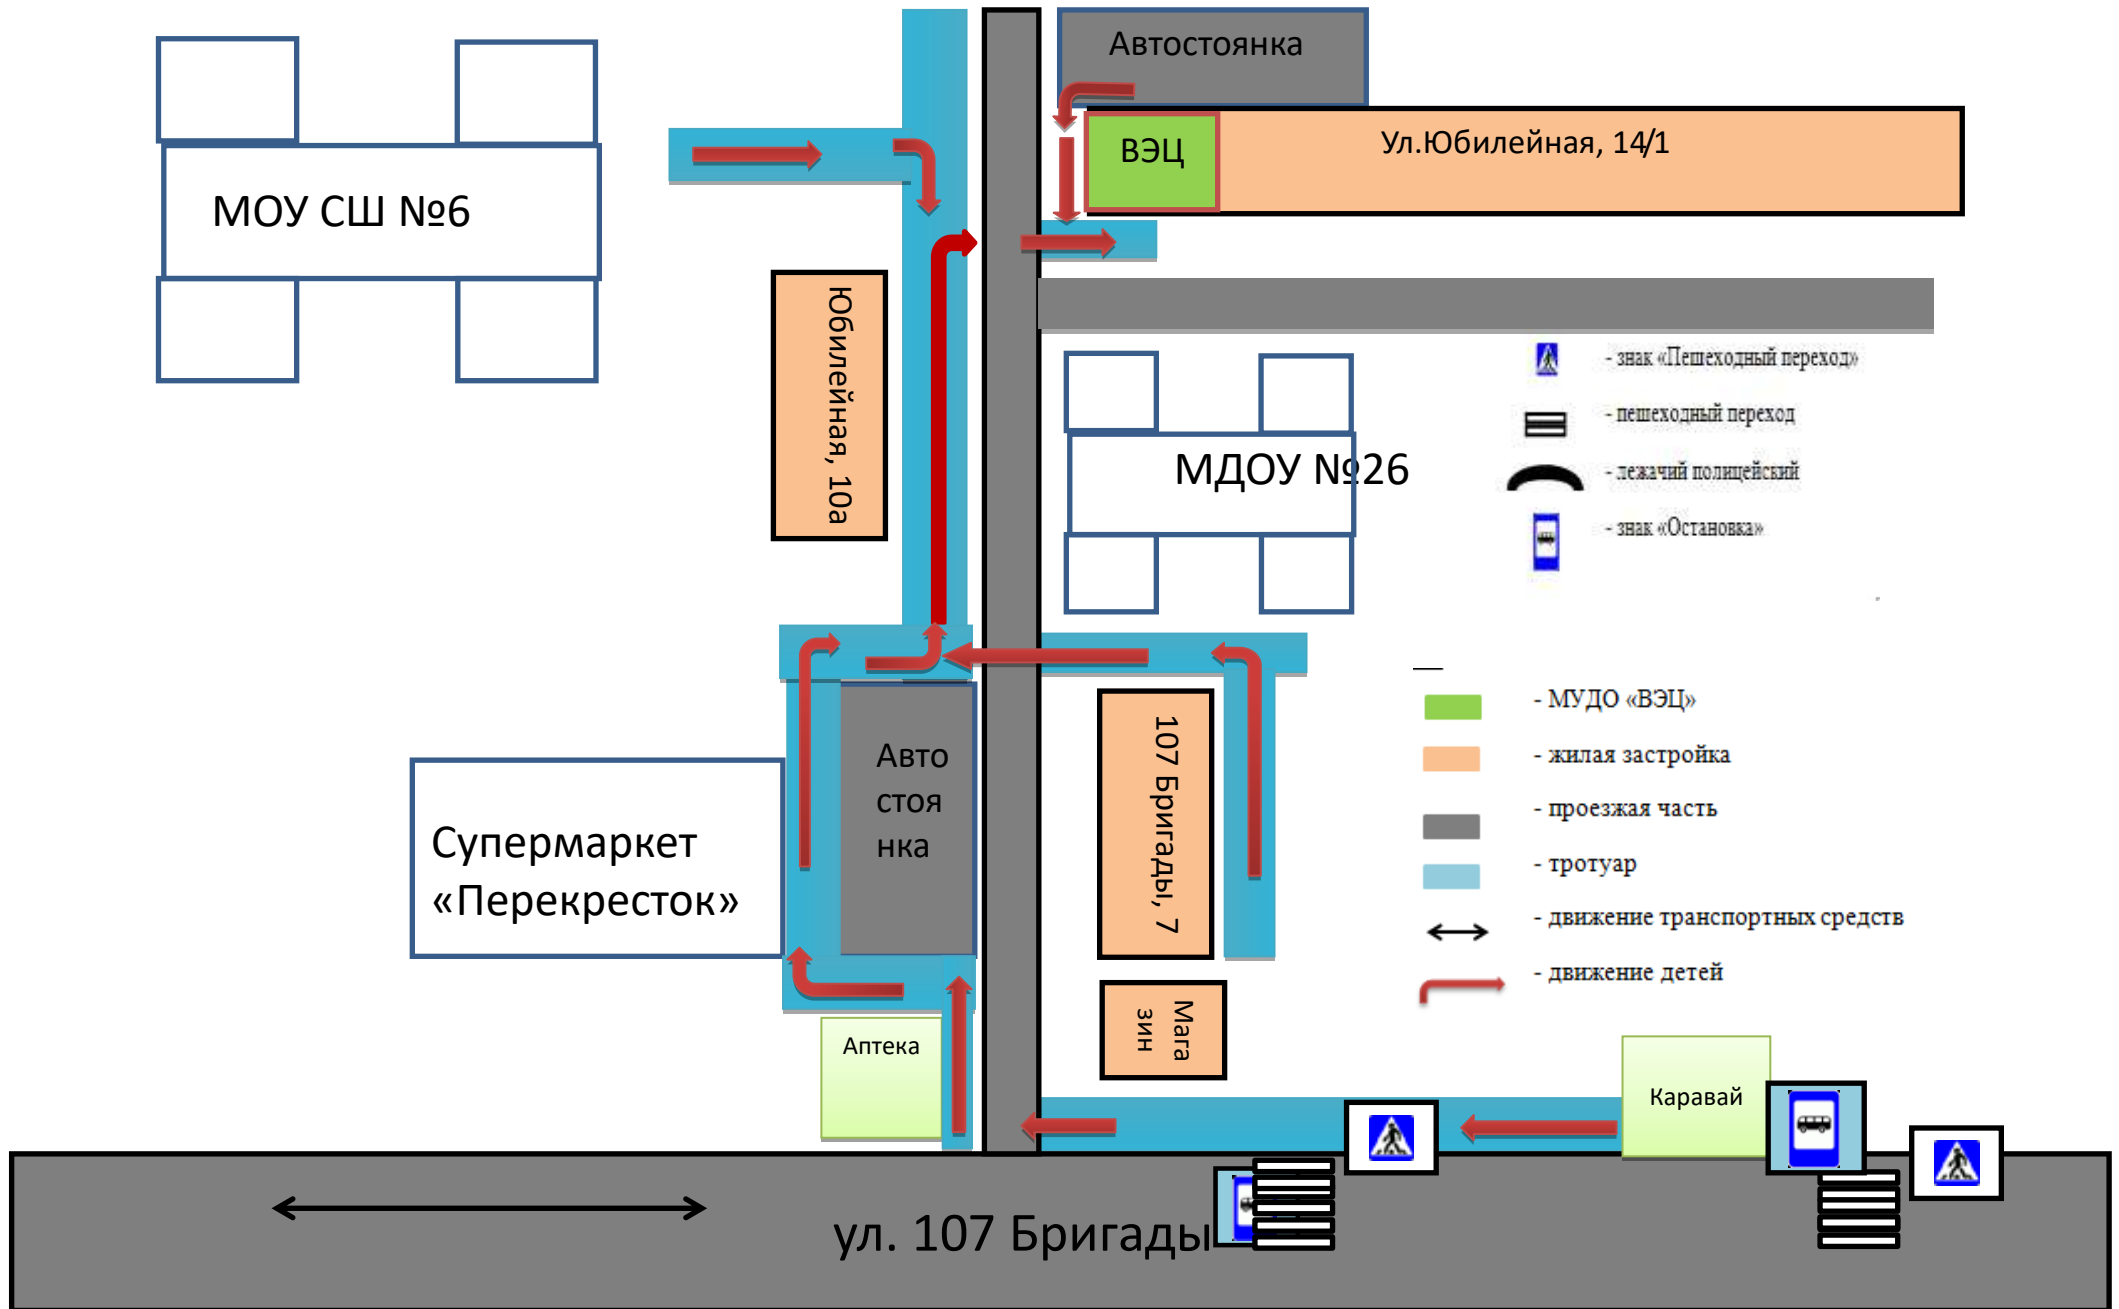 Автостоянка
ВЭЦ
Ул.Юбилейная, 14/1
МОУ СШ №6
Юбилейная, 10а
- знак «Пешеходный переход»
- пешеходный переход
- лежачий полицейский
- знак «Остановка»
МДОУ №26
- МУДО «ВЭЦ»
- жилая застройка
- проезжая часть
- тротуар
- движение транспортных средств
- движение детей
Авто
стоя
нка
107 Бригады, 7
Супермаркет
«Перекресток»
Мага
зин
Аптека
Каравай
ул. 107 Бригады